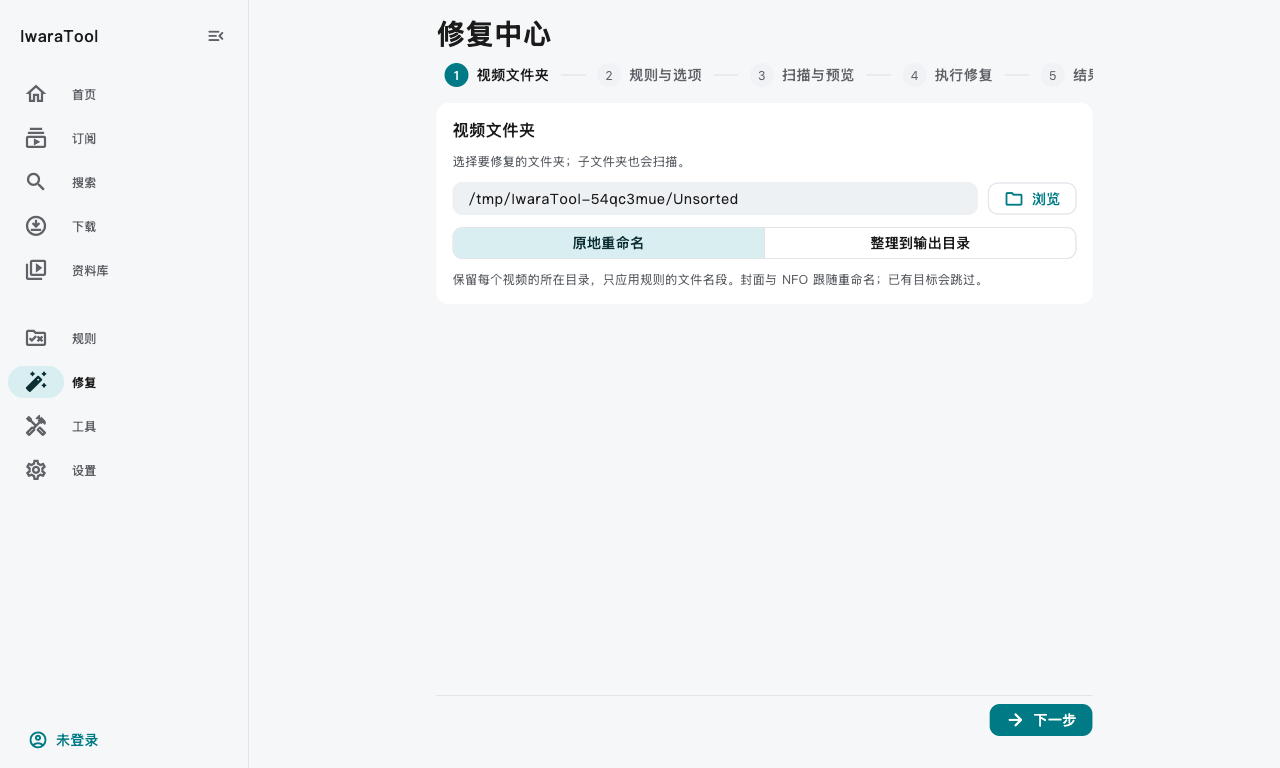 IwaraTool
首页
订阅
搜索
下载
资料库
规则
修复
工具
设置
未登录
修复中心
1 视频文件夹 2 规则与选项 3 扫描与预览 4 执行修复 5 结
视频文件夹
选择要修复的文件夹；子文件夹也会扫描。
/tmp/IwaraTool-54qc3mue/Unsorted 浏览
原地重命名 整理到输出目录
保留每个视频的所在目录，只应用规则的文件名段。封面与 NFO 跟随重命名；已有目标会跳过。
下一步